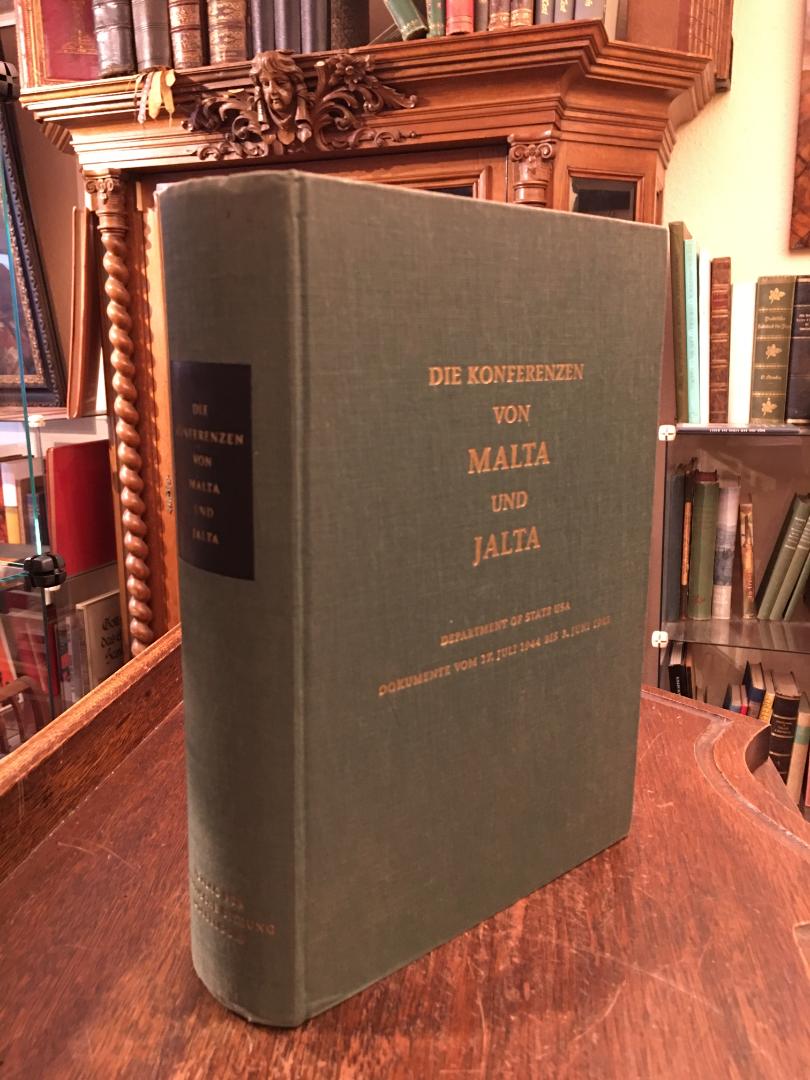 DIE KONFERENZEN
VON
MALTA
UND
JALTA
DEPARTMENT OF STATE USA
DOKUMENTE VOM 17. JULI 1944 BIS 3. JUNI 1945
DIE
KONFERENZEN
VON
MALTA
UND
JALTA